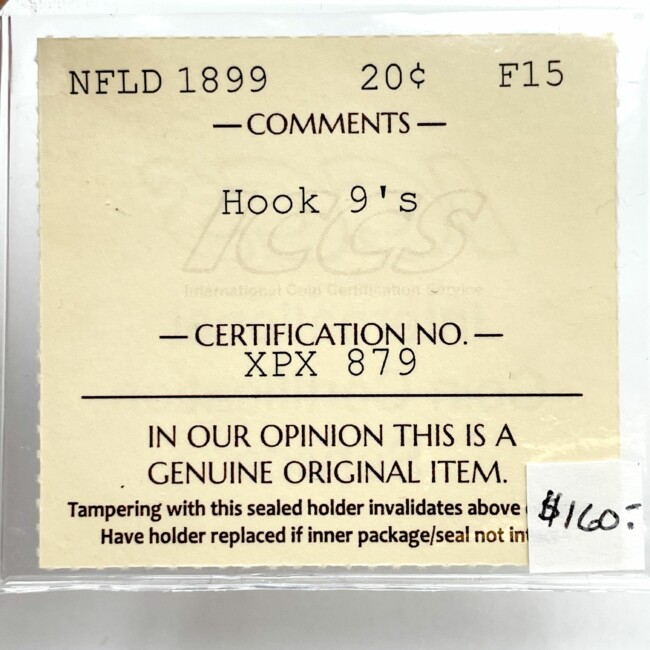 NFLD 1899 20¢ F15
— COMMENTS —
Hook 9's
ICCS
International Coin Certification Service
— CERTIFICATION NO. —
XPX 879
IN OUR OPINION THIS IS A
GENUINE ORIGINAL ITEM.
Tampering with this sealed holder invalidates above
Have holder replaced if inner package/seal not
$160.-